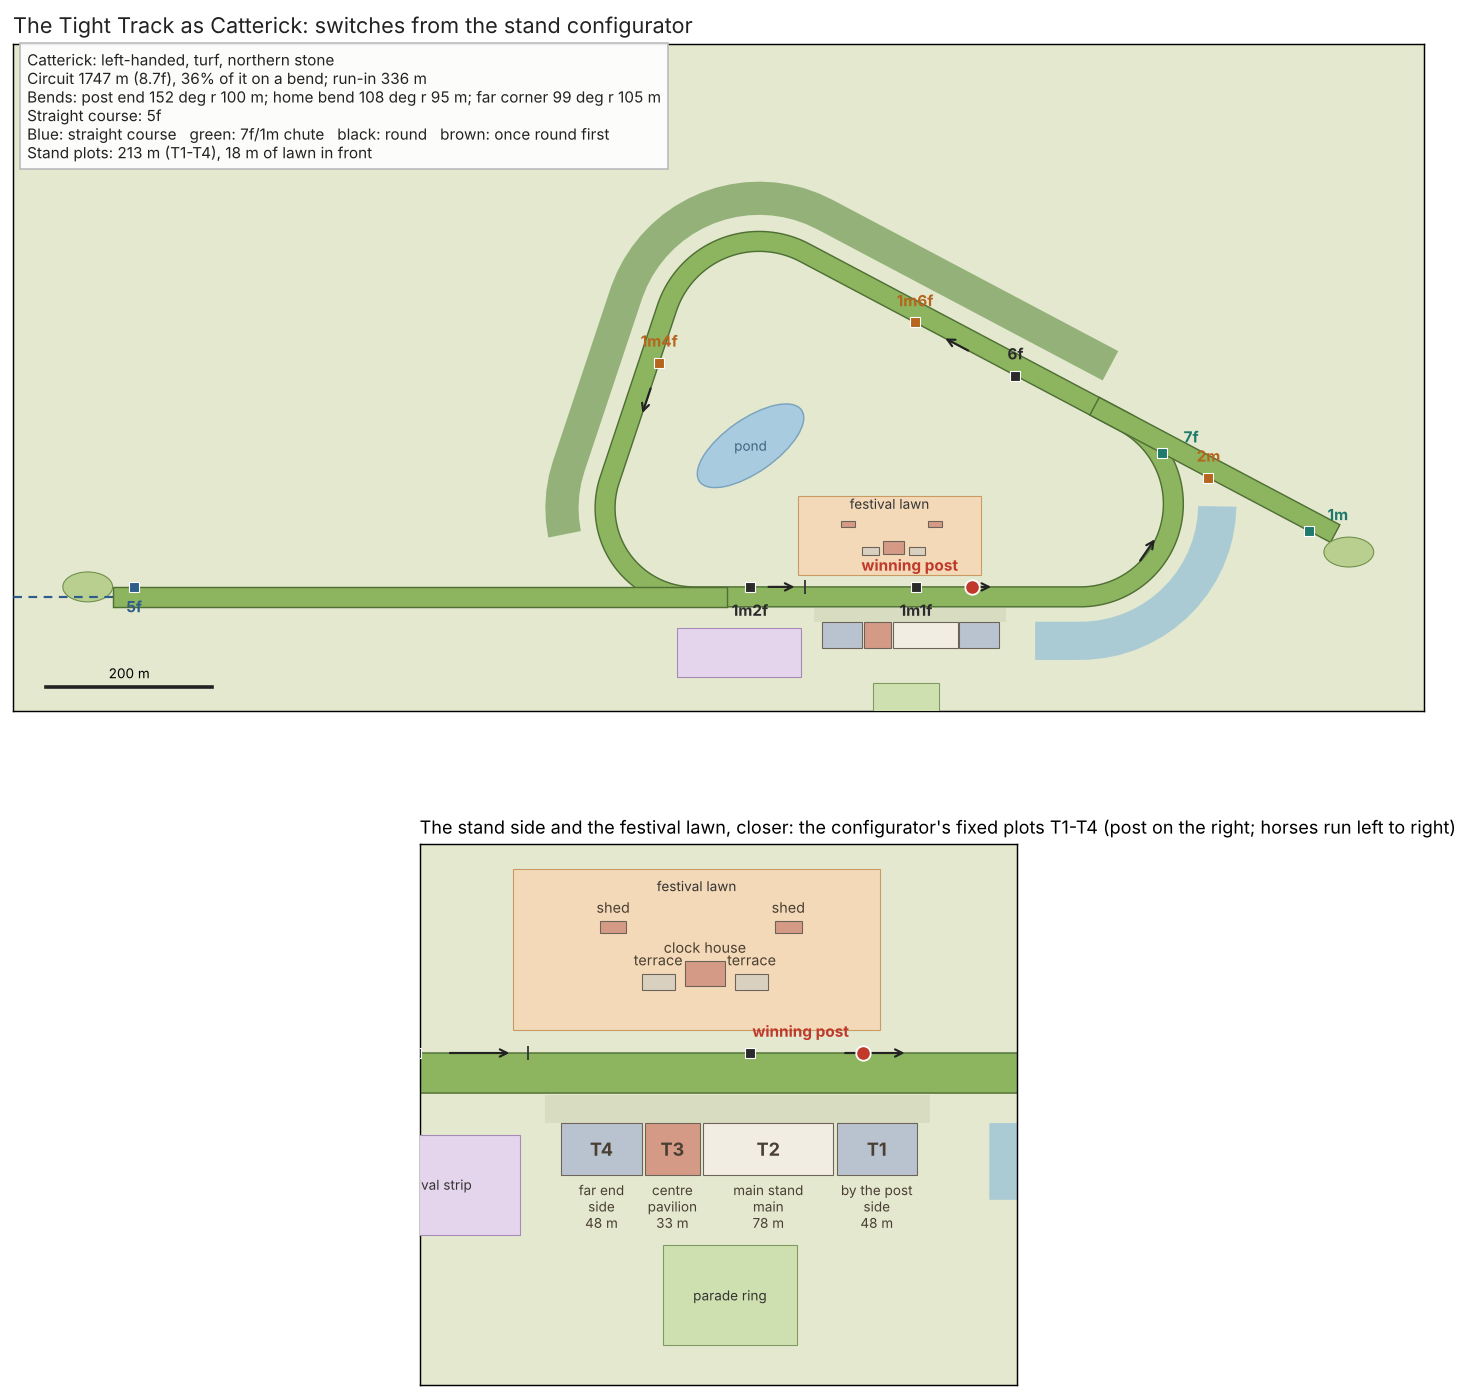 The Tight Track as Catterick: switches from the stand configurator
Catterick: left-handed, turf, northern stone
Circuit 1747 m (8.7f), 36% of it on a bend; run-in 336 m
Bends: post end 152 deg r 100 m; home bend 108 deg r 95 m; far corner 99 deg r 105 m
Straight course: 5f
Blue: straight course   green: 7f/1m chute   black: round   brown: once round first
Stand plots: 213 m (T1-T4), 18 m of lawn in front
1m6f
1m4f
6f
7f
2m
pond
festival lawn
1m
winning post
5f
1m2f
1m1f
200 m
The stand side and the festival lawn, closer: the configurator's fixed plots T1-T4 (post on the right; horses run left to right)
festival lawn
shed
shed
clock house
terrace
terrace
winning post
T4
T3
T2
T1
val strip
far end
side
48 m
centre
pavilion
33 m
main stand
main
78 m
by the post
side
48 m
parade ring